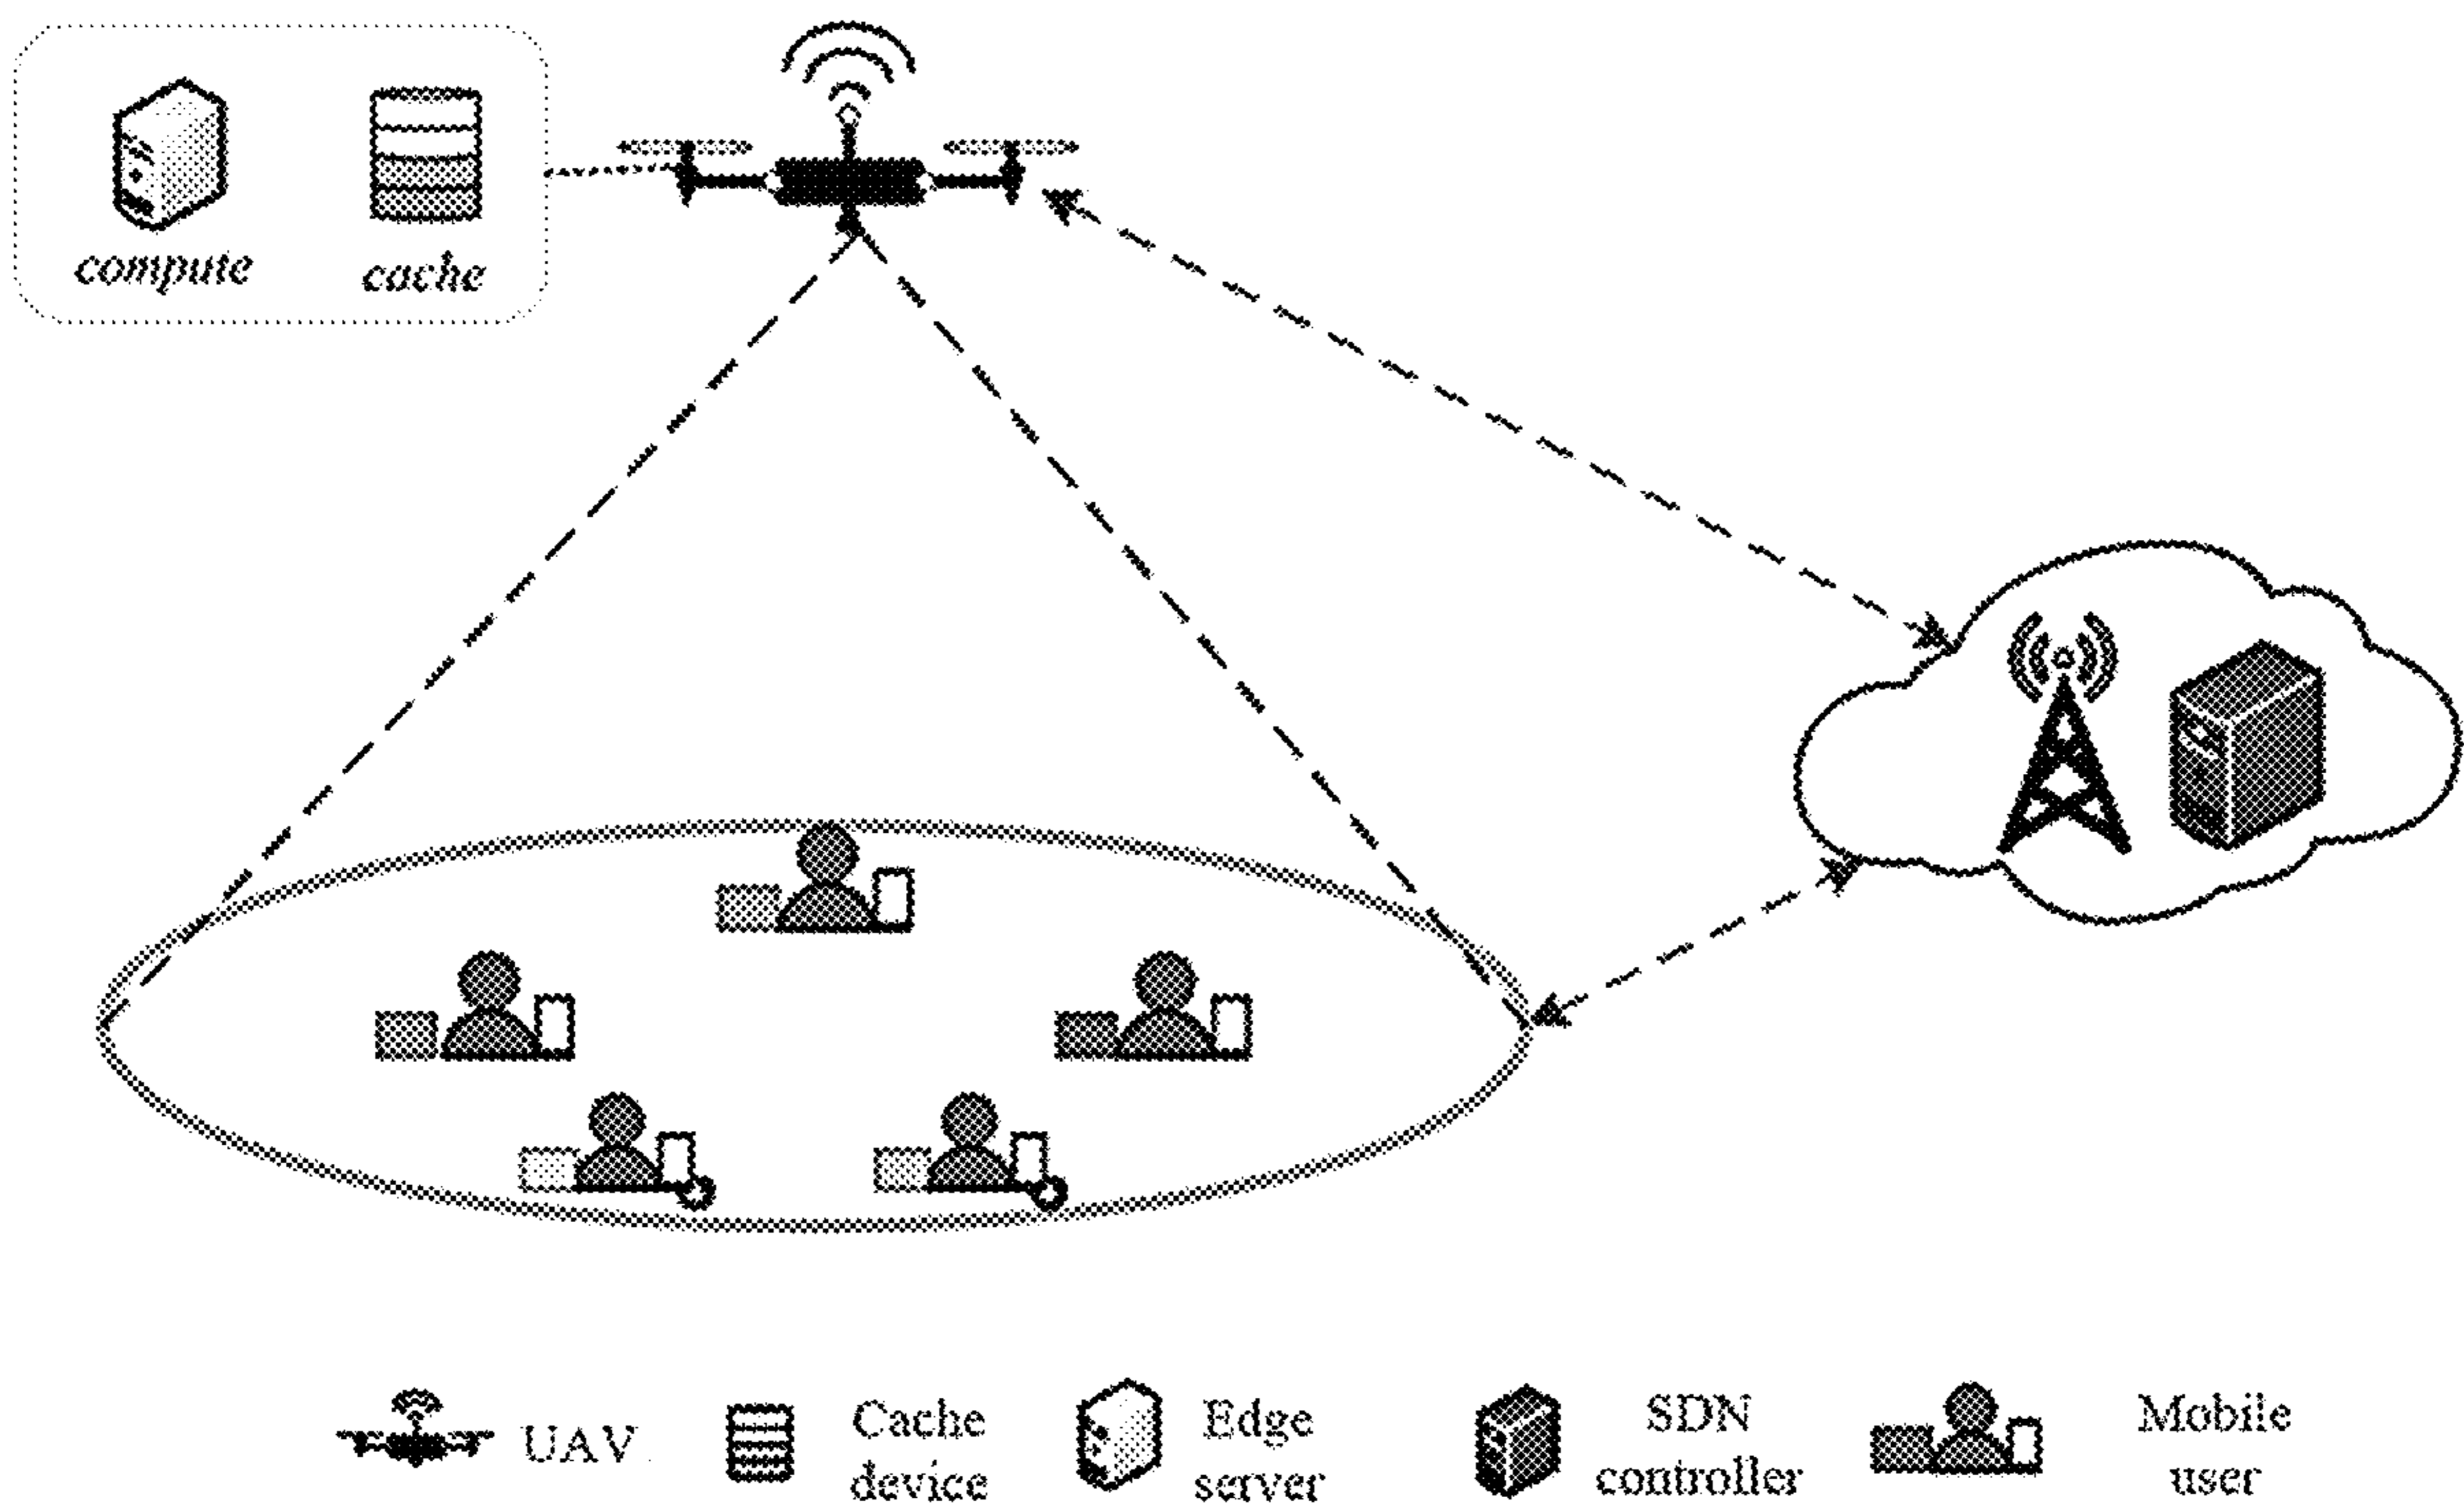 compute
cache
UAV
Cache
device
Edge
server
SDN
controller
Mobile
user